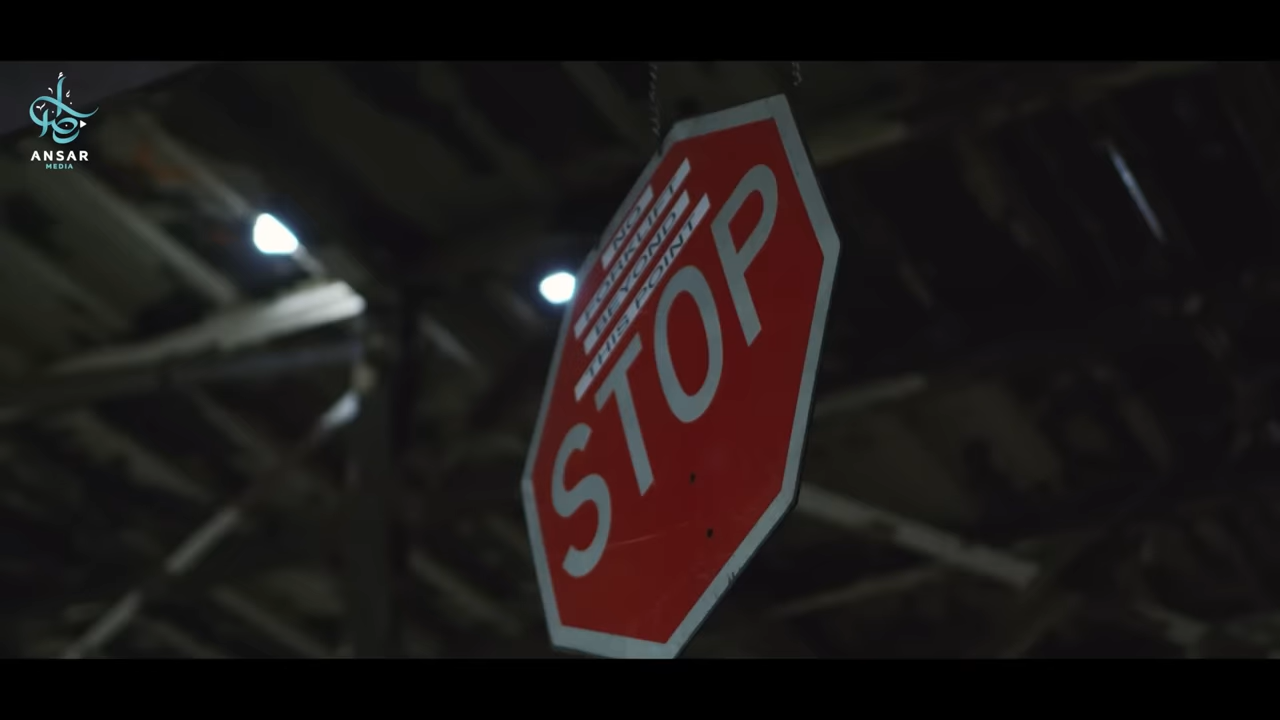 ANSAR
MEDIA
NO
FORKLIFT
BEYOND
THIS POINT
STOP